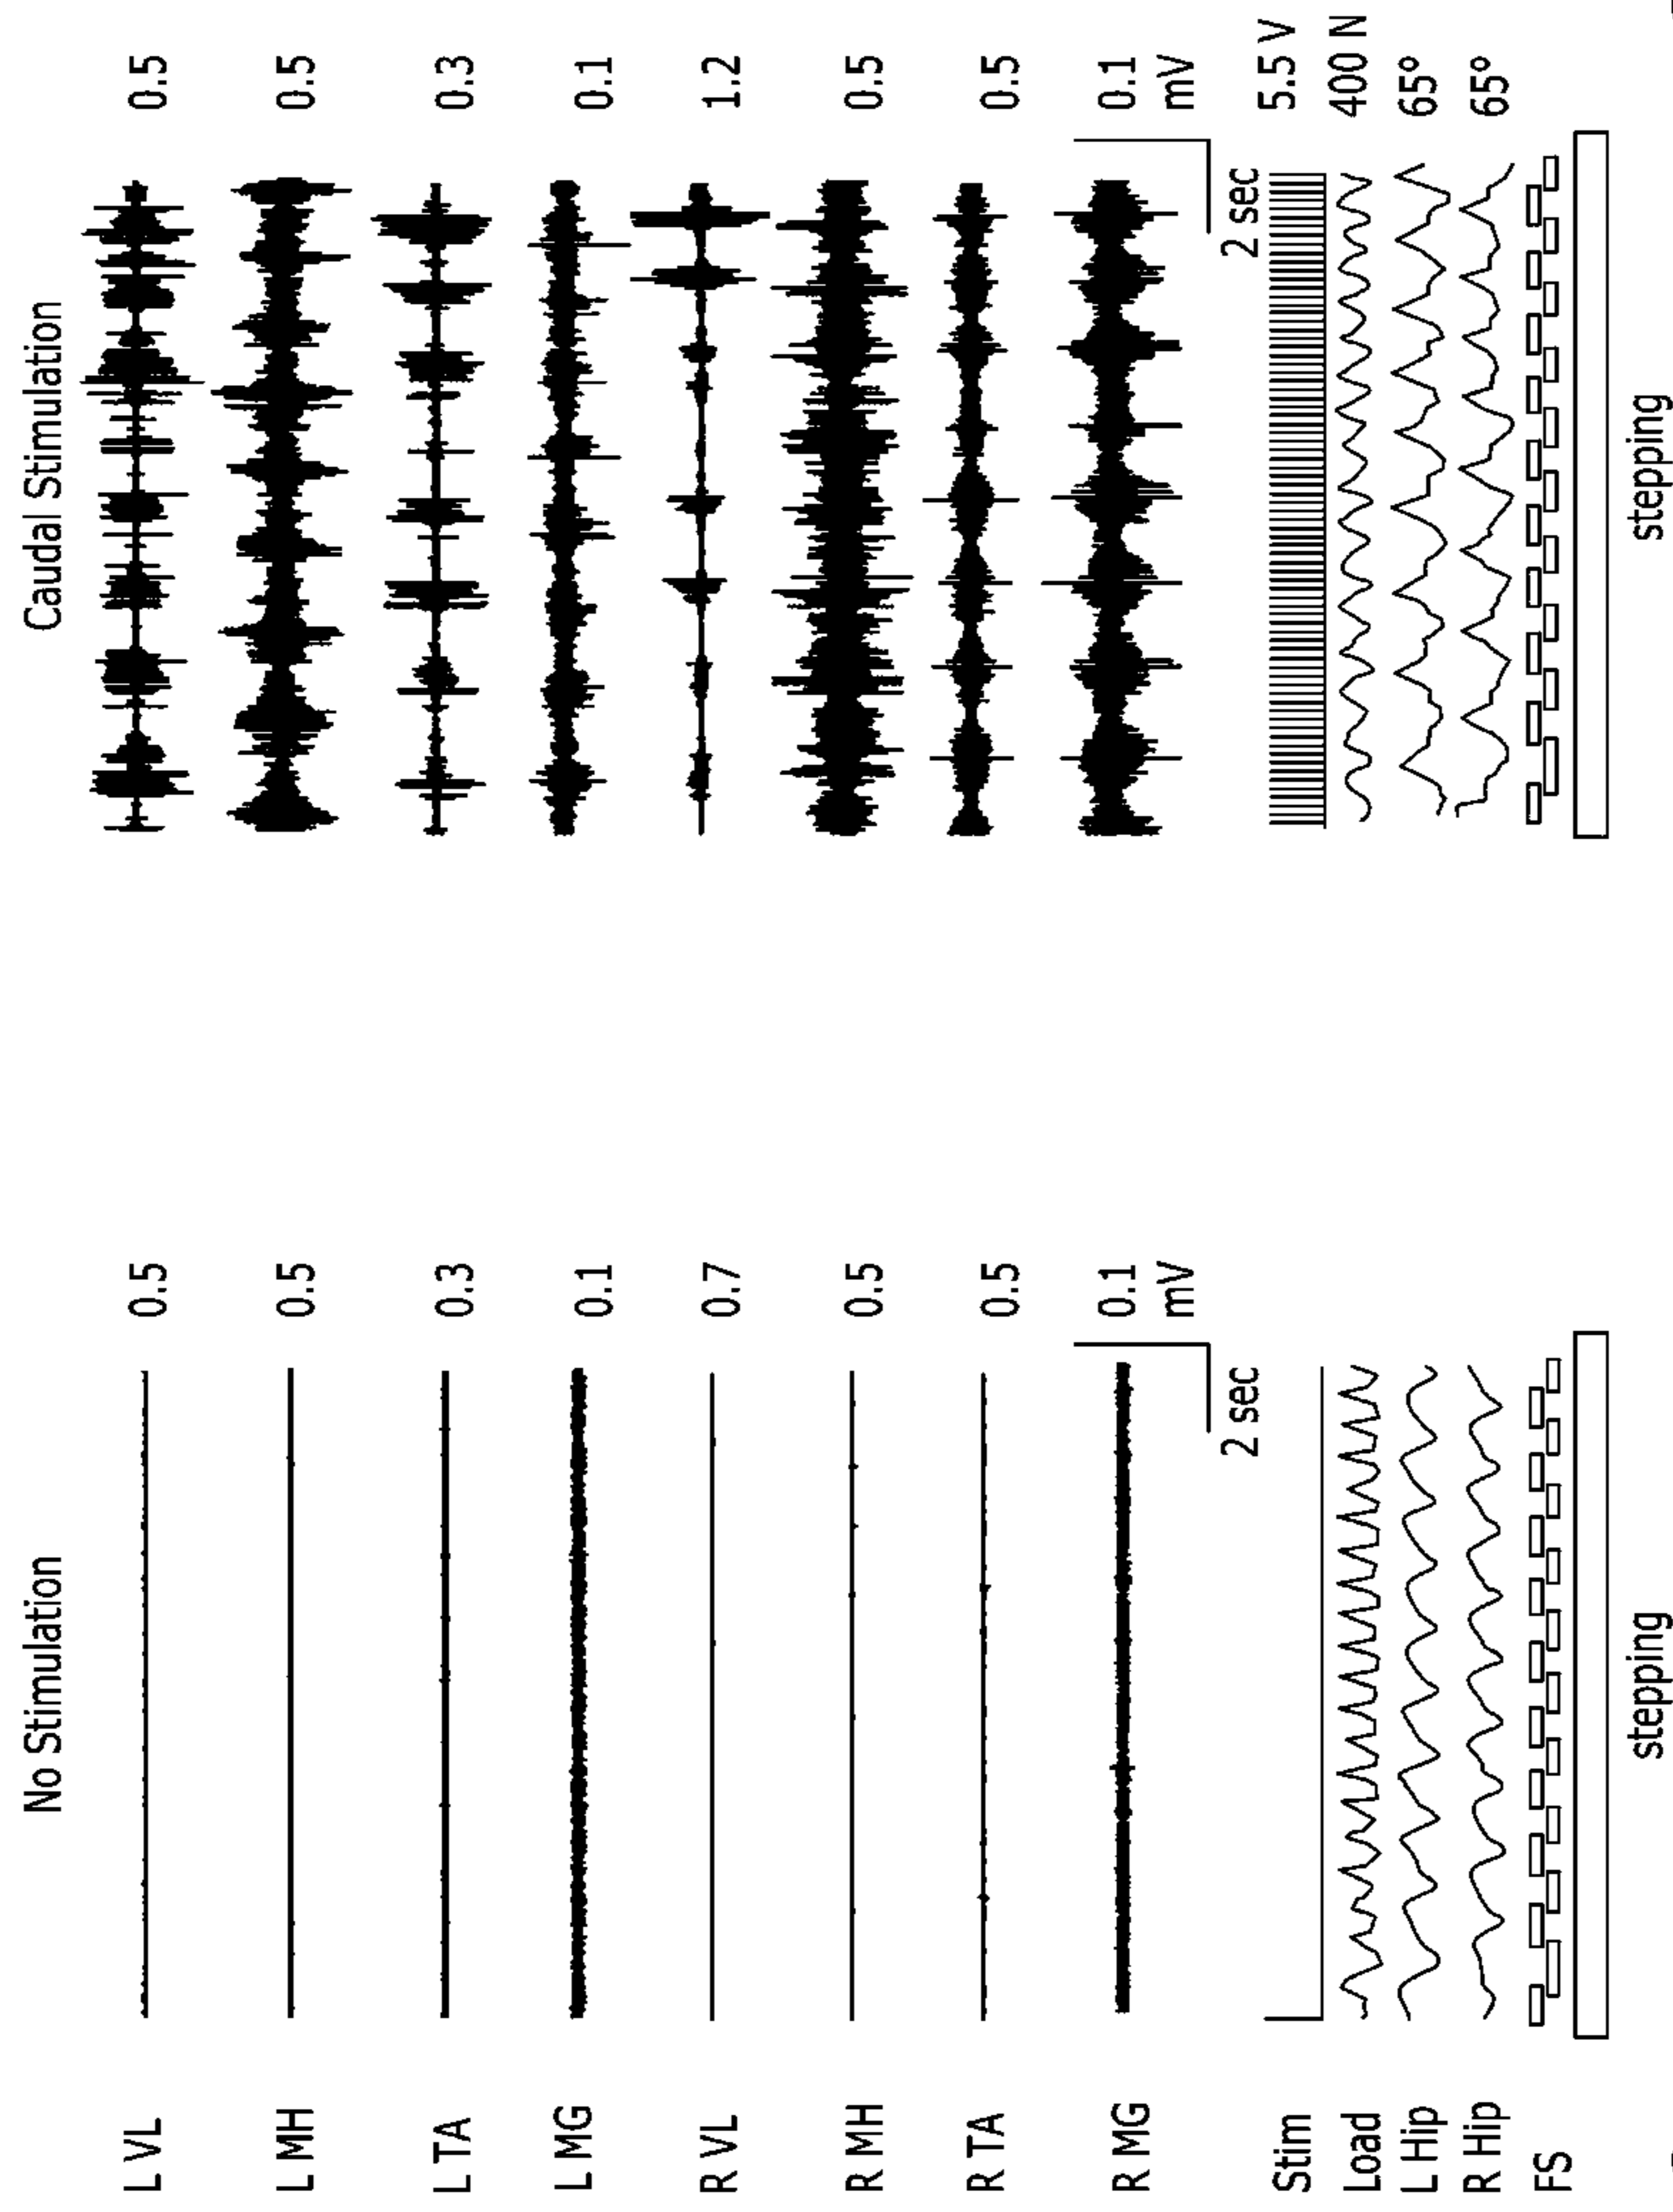 No Stimulation Caudal Stimulation
L VL 0.5 0.5
L MH 0.5 0.5
L TA 0.3 0.3
L MG 0.1 0.1
R VL 0.7 1.2
R MH 0.5 0.5
R TA 0.5 0.5
R MG 0.1 0.1
mV mV
2 sec 2 sec
Stim 5.5 V
Load 400 N
L Hip 65°
R Hip 65°
FS
stepping stepping